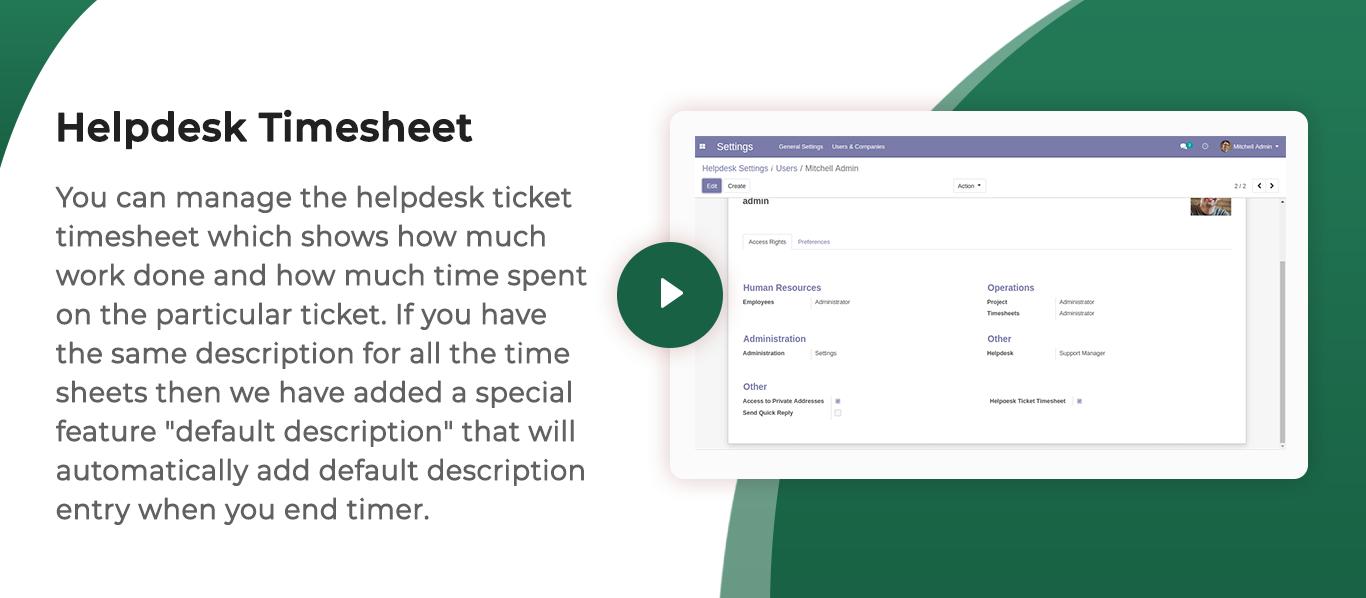 Helpdesk Timesheet
You can manage the helpdesk ticket
timesheet which shows how much
work done and how much time spent
on the particular ticket. If you have
the same description for all the time
sheets then we have added a special
feature "default description" that will
automatically add default description
entry when you end timer.
Settings General Settings Users & Companies Mitchell Admin
Helpdesk Settings / Users / Mitchell Admin
Edit Create Action 2 / 2
admin
Access Rights Preferences
Human Resources Operations
Employees Administrator Project Administrator
Timesheets Administrator
Administration Other
Administration Settings Helpdesk Support Manager
Other
Access to Private Addresses Helpdesk Ticket Timesheet
Send Quick Reply